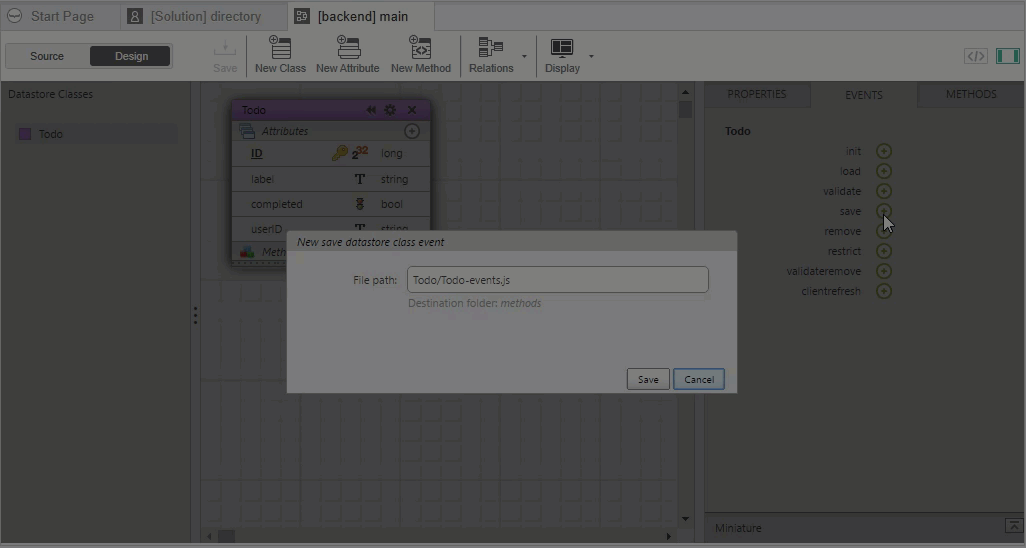 Start Page
[Solution] directory
[backend] main
Source
Design
Save
New Class
New Attribute
New Method
Relations
Display
Datastore Classes
Todo
Todo
Attributes
ID
2³²
long
label
T
string
completed
bool
userID
T
string
Meth
PROPERTIES
EVENTS
METHODS
Todo
init
load
validate
save
remove
restrict
validateremove
clientrefresh
New save datastore class event
File path:
Todo/Todo-events.js
Destination folder: methods
Save
Cancel
Miniature